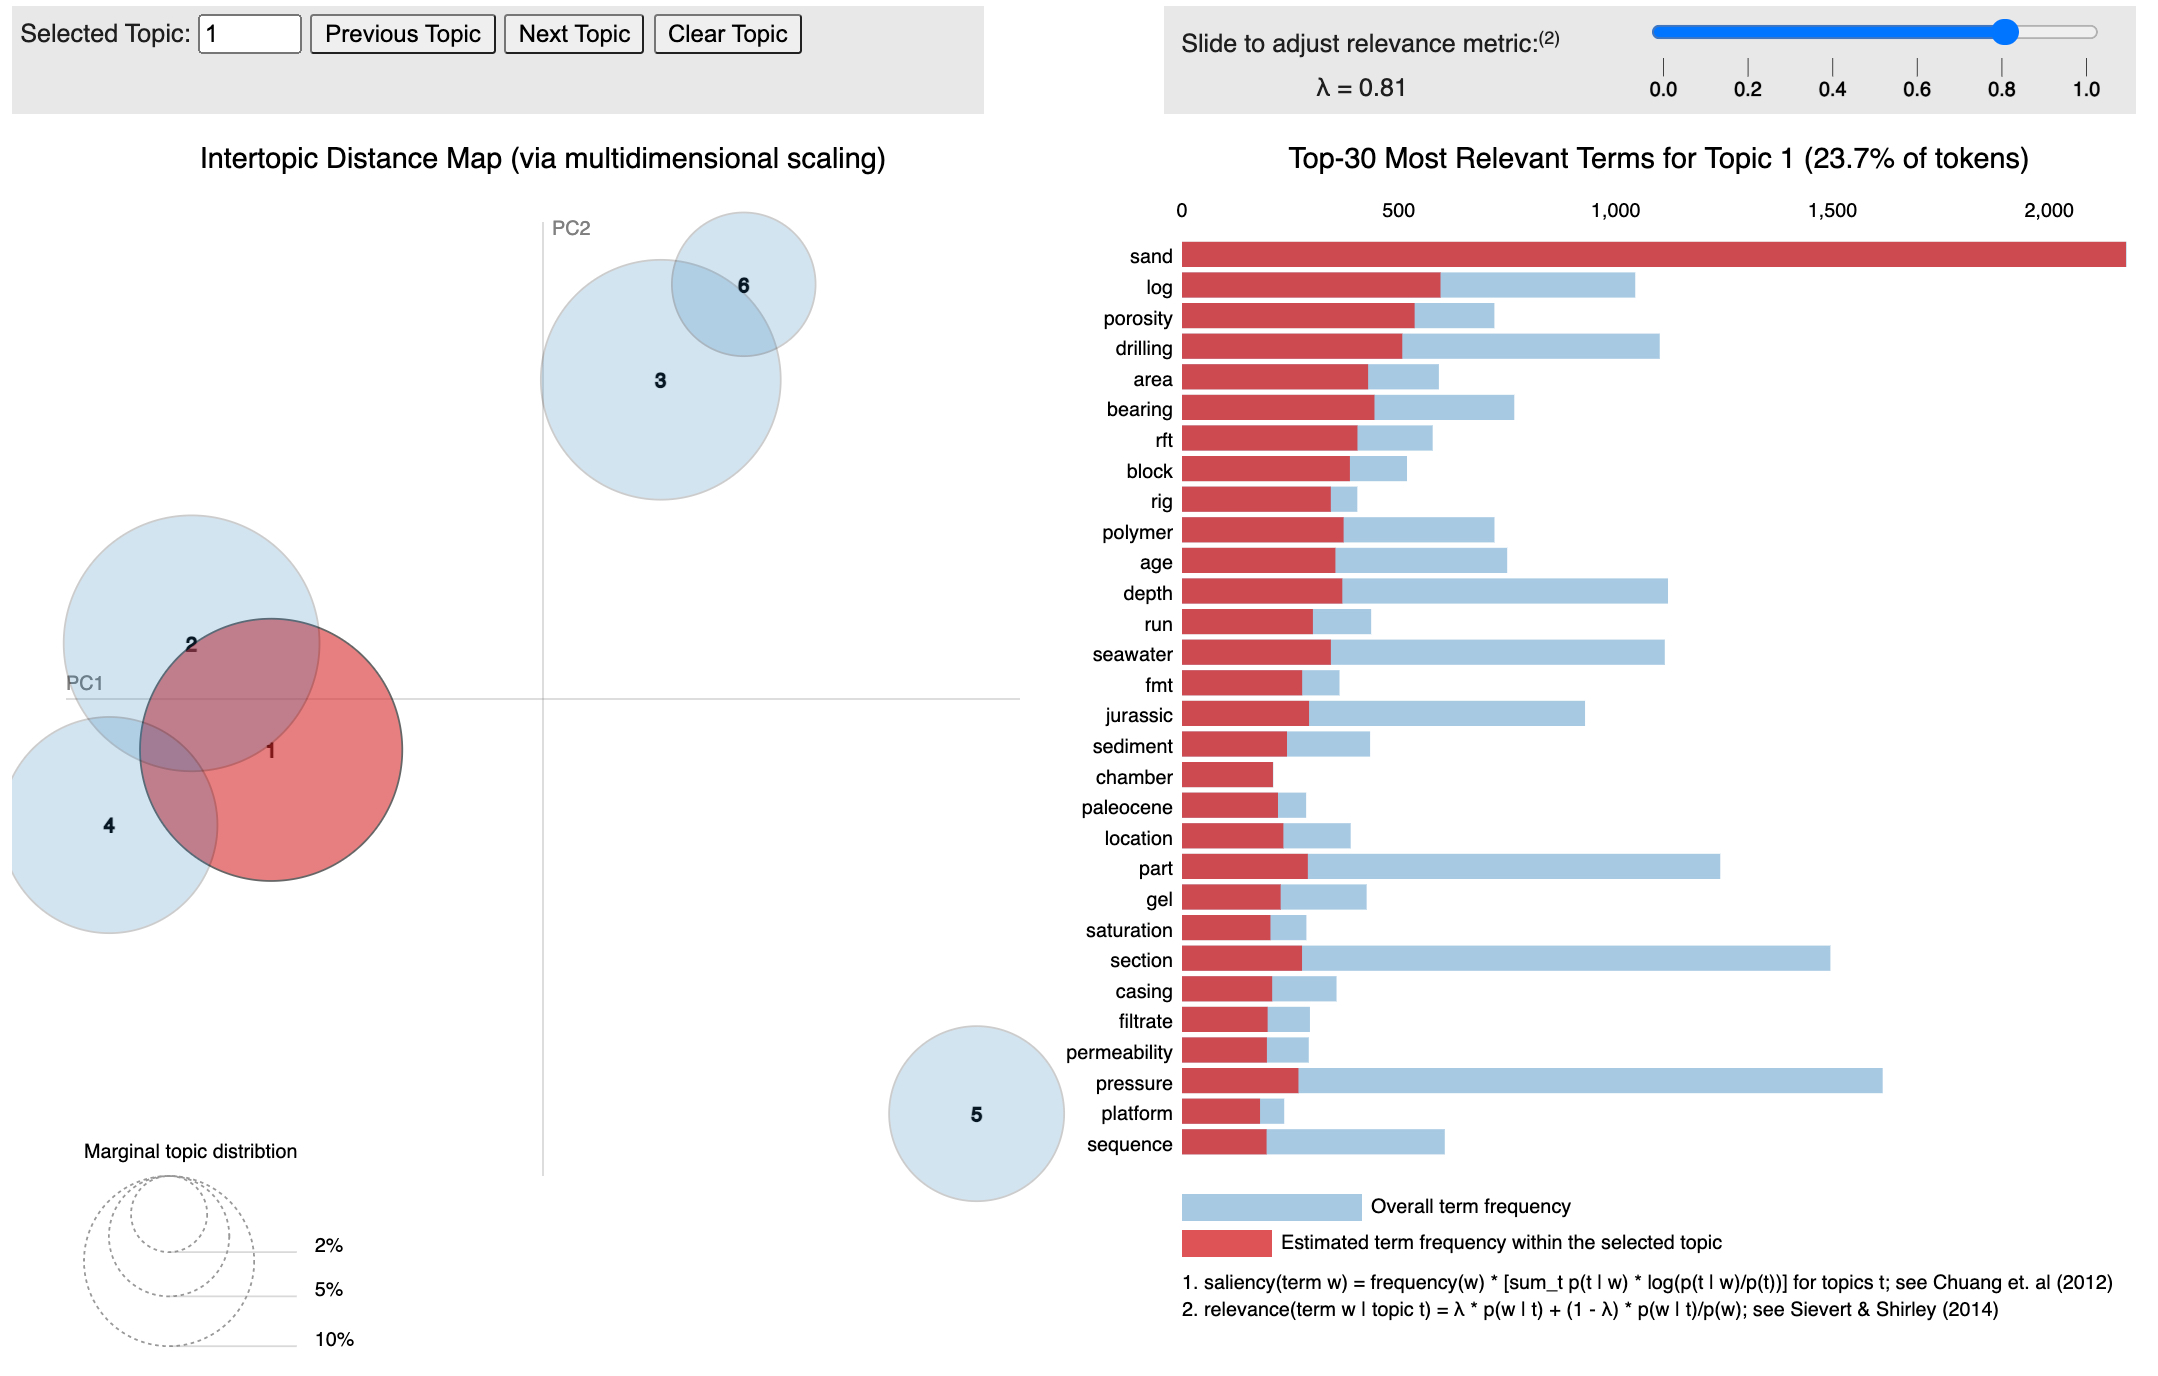 Selected Topic: 1 Previous Topic Next Topic Clear Topic
Slide to adjust relevance metric:(2)
λ = 0.81
0.0 0.2 0.4 0.6 0.8 1.0
Intertopic Distance Map (via multidimensional scaling)
PC2
6
3
2
PC1
1
4
5
Marginal topic distribtion
2%
5%
10%
Top-30 Most Relevant Terms for Topic 1 (23.7% of tokens)
0 500 1,000 1,500 2,000
sand
log
porosity
drilling
area
bearing
rft
block
rig
polymer
age
depth
run
seawater
fmt
jurassic
sediment
chamber
paleocene
location
part
gel
saturation
section
casing
filtrate
permeability
pressure
platform
sequence
Overall term frequency
Estimated term frequency within the selected topic
1. saliency(term w) = frequency(w) * [sum_t p(t | w) * log(p(t | w)/p(t))] for topics t; see Chuang et. al (2012)
2. relevance(term w | topic t) = λ * p(w | t) + (1 - λ) * p(w | t)/p(w); see Sievert & Shirley (2014)